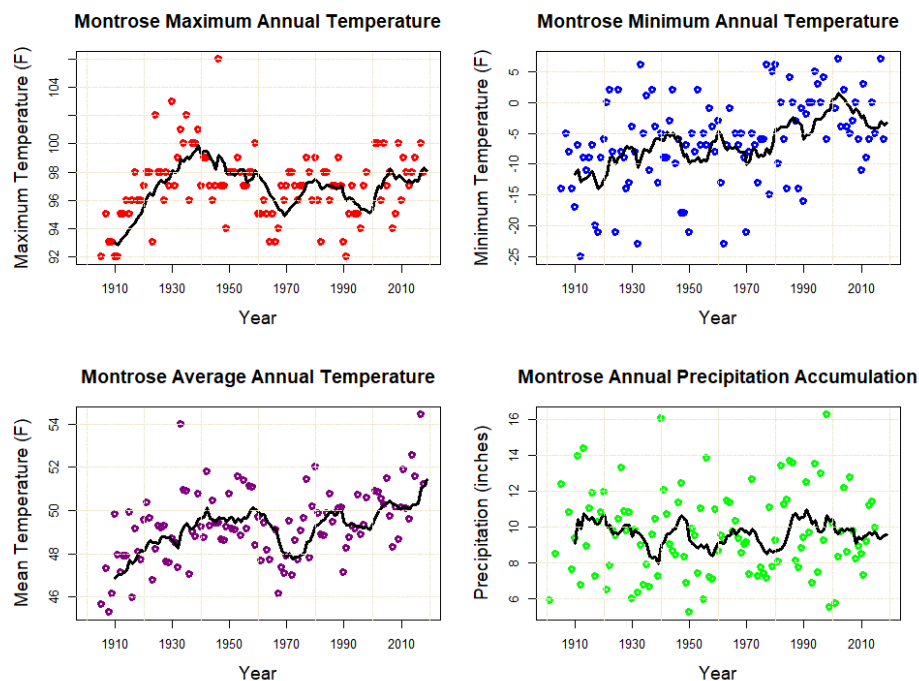 Montrose Maximum Annual Temperature
Maximum Temperature (F)
92 94 96 98 100 104
1910 1930 1950 1970 1990 2010
Year
Montrose Minimum Annual Temperature
Minimum Temperature (F)
-25 -15 -10 -5 0 5
1910 1930 1950 1970 1990 2010
Year
Montrose Average Annual Temperature
Mean Temperature (F)
46 48 50 52 54
1910 1930 1950 1970 1990 2010
Year
Montrose Annual Precipitation Accumulation
Precipitation (inches)
6 8 10 12 14 16
1910 1930 1950 1970 1990 2010
Year